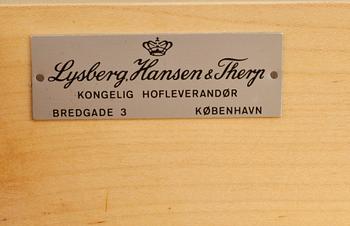 Lysberg, Hansen & Therp
KONGELIG HOFLEVERANDØR
BREDGADE 3 KØBENHAVN